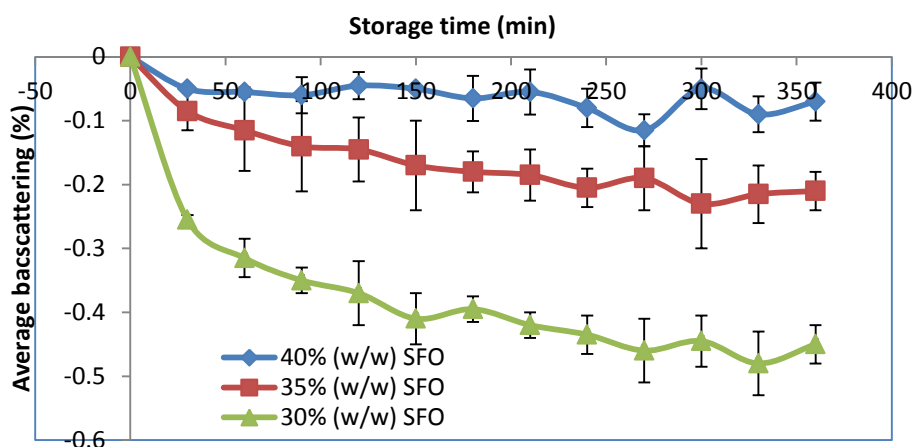 Storage time (min)
-50 0 50 100 150 200 250 300 350 400
Average bacscattering (%)
0
-0.1
-0.2
-0.3
-0.4
-0.5
-0.6
40% (w/w) SFO
35% (w/w) SFO
30% (w/w) SFO